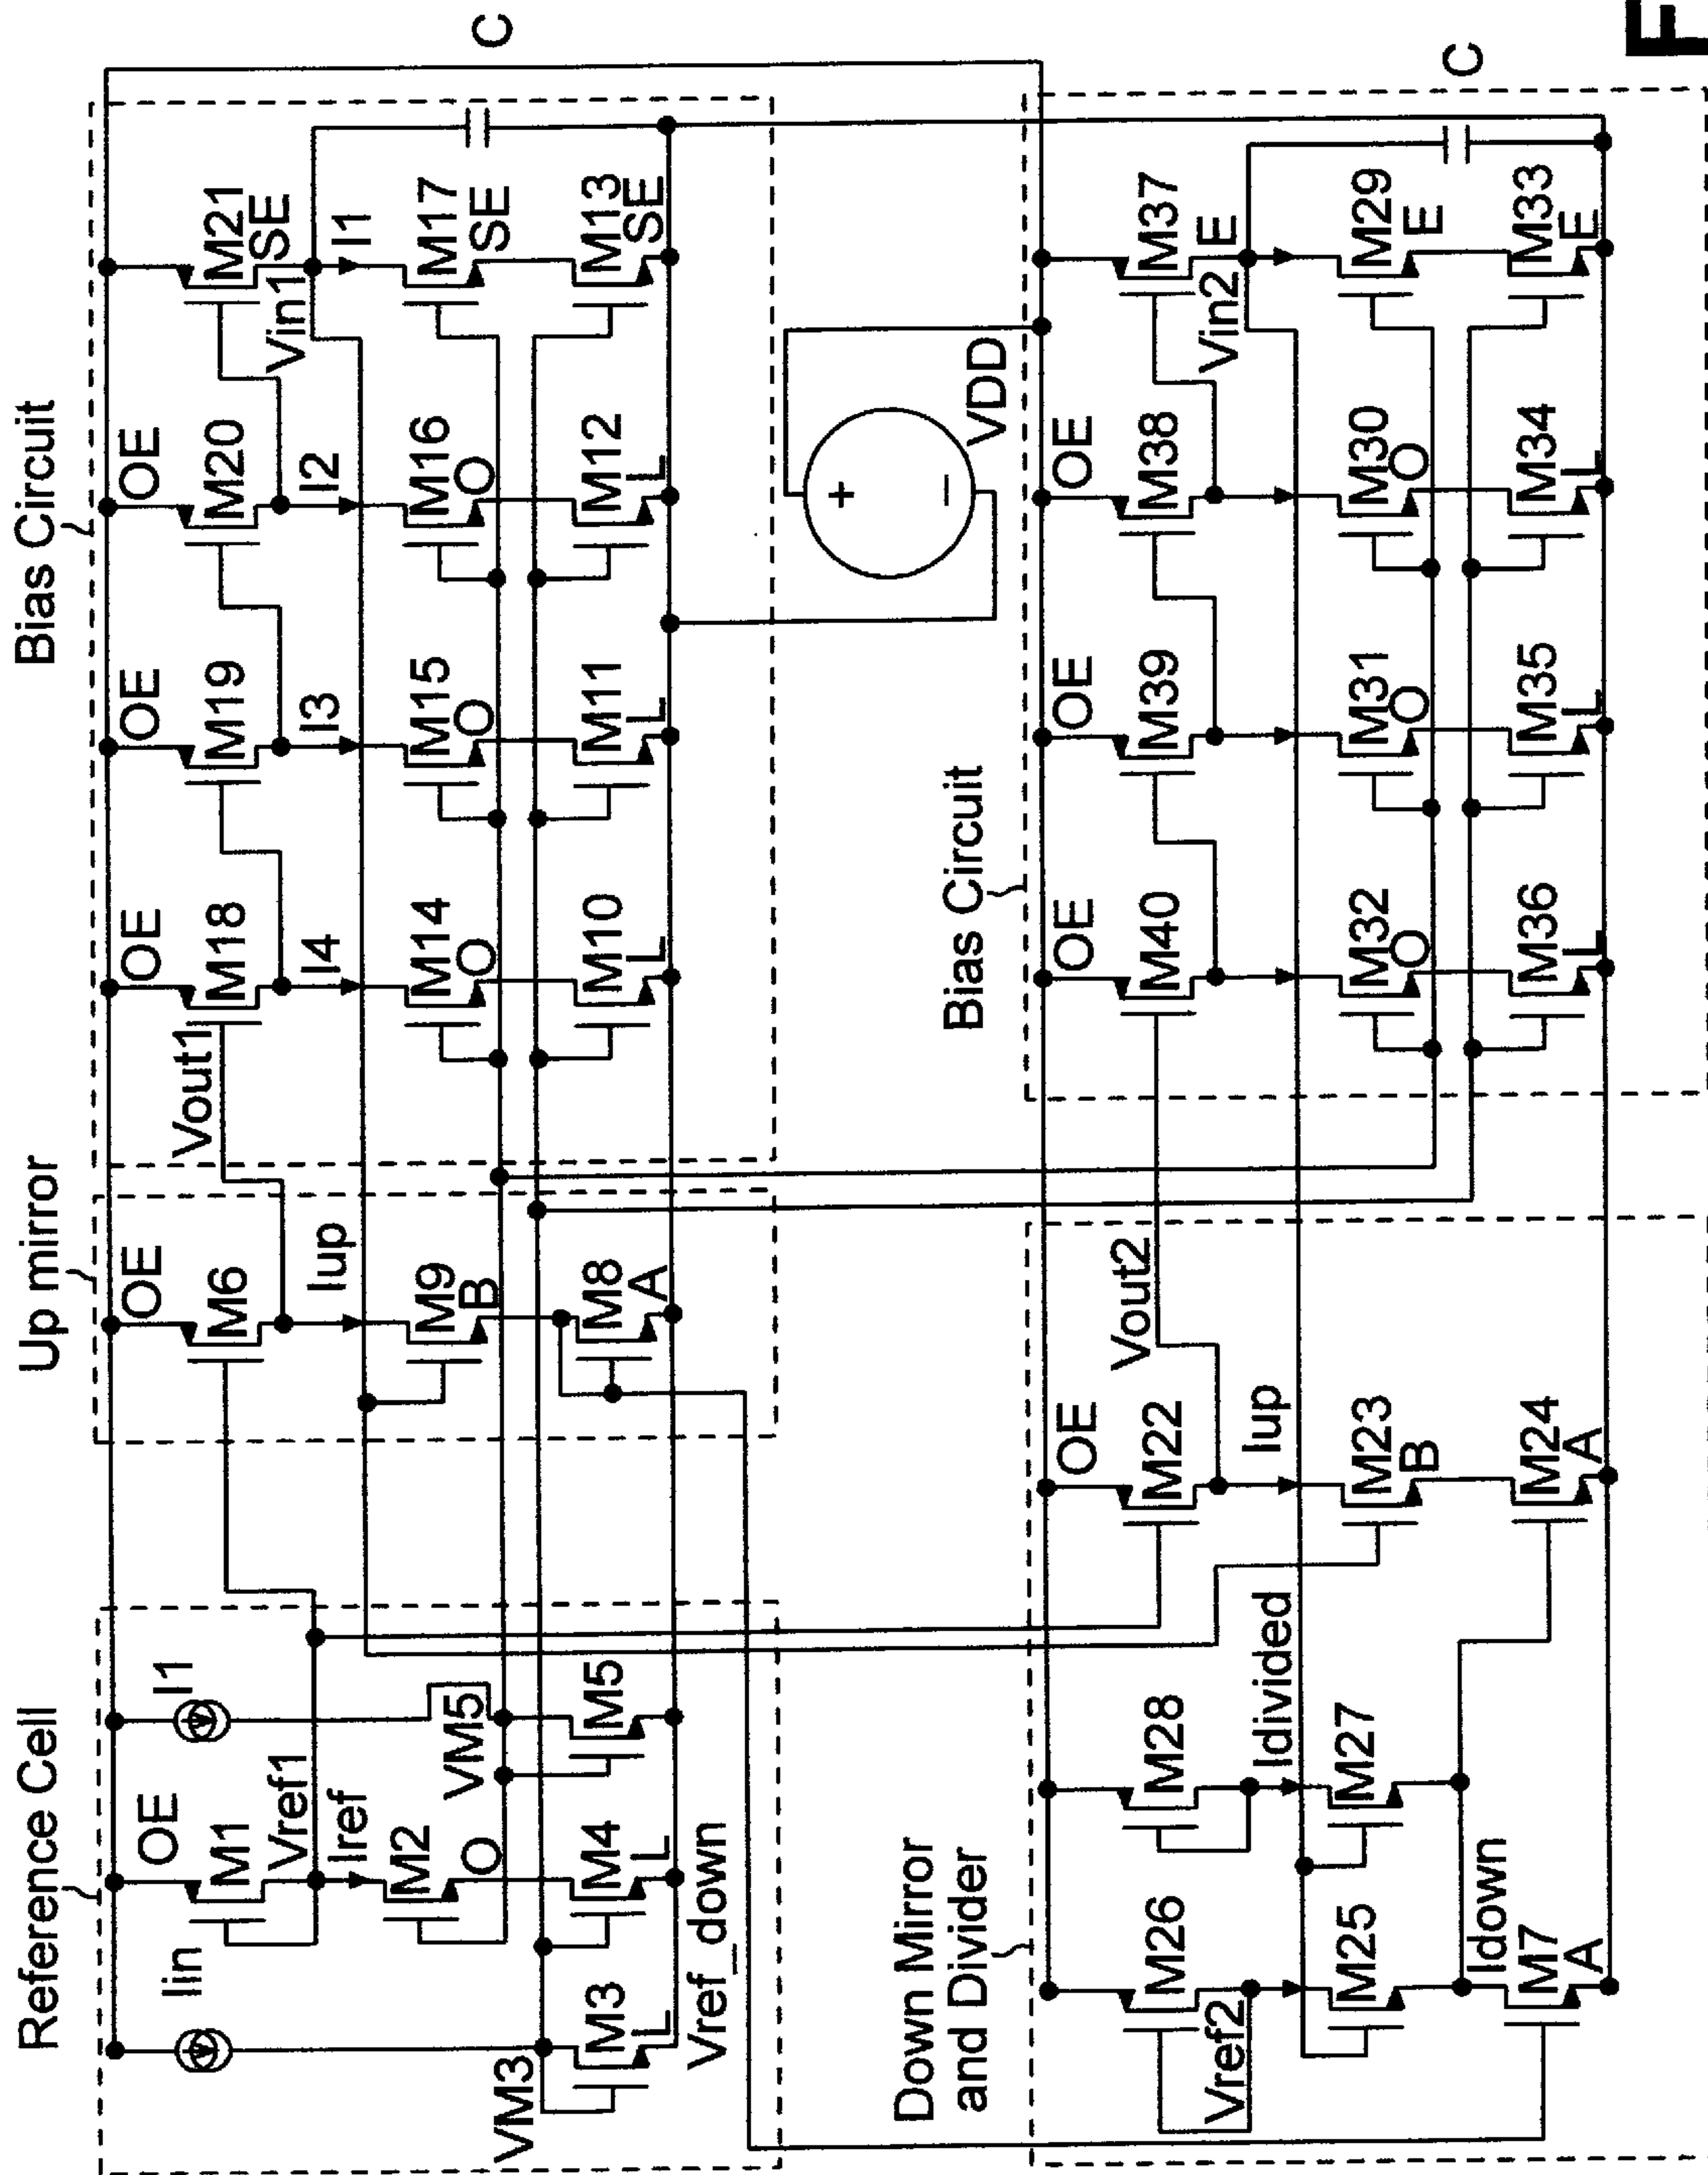 Reference Cell
Up mirror
Bias Circuit
Iin
OE
M1
Vref1
Iref
M2
O
M4
L
I1
VM5
M5
VM3
M3
L
Vref_down
OE
M6
Iup
M9
B
M8
A
Vout1
OE
M18
I4
M14
O
M10
L
OE
M19
I3
M15
O
M11
L
OE
M20
I2
M16
O
M12
L
M21
SE
Vin1
I1
M17
SE
M13
SE
C
+
−
VDD
Down Mirror
and Divider
Bias Circuit
M26
Vref2
M25
Idown
M7
A
M28
Idivided
M27
OE
M22
Iup
M23
B
M24
A
Vout2
OE
M40
M32
O
M36
L
OE
M39
M31
O
M35
L
OE
M38
M30
O
M34
L
M37
E
Vin2
M29
E
M33
E
C